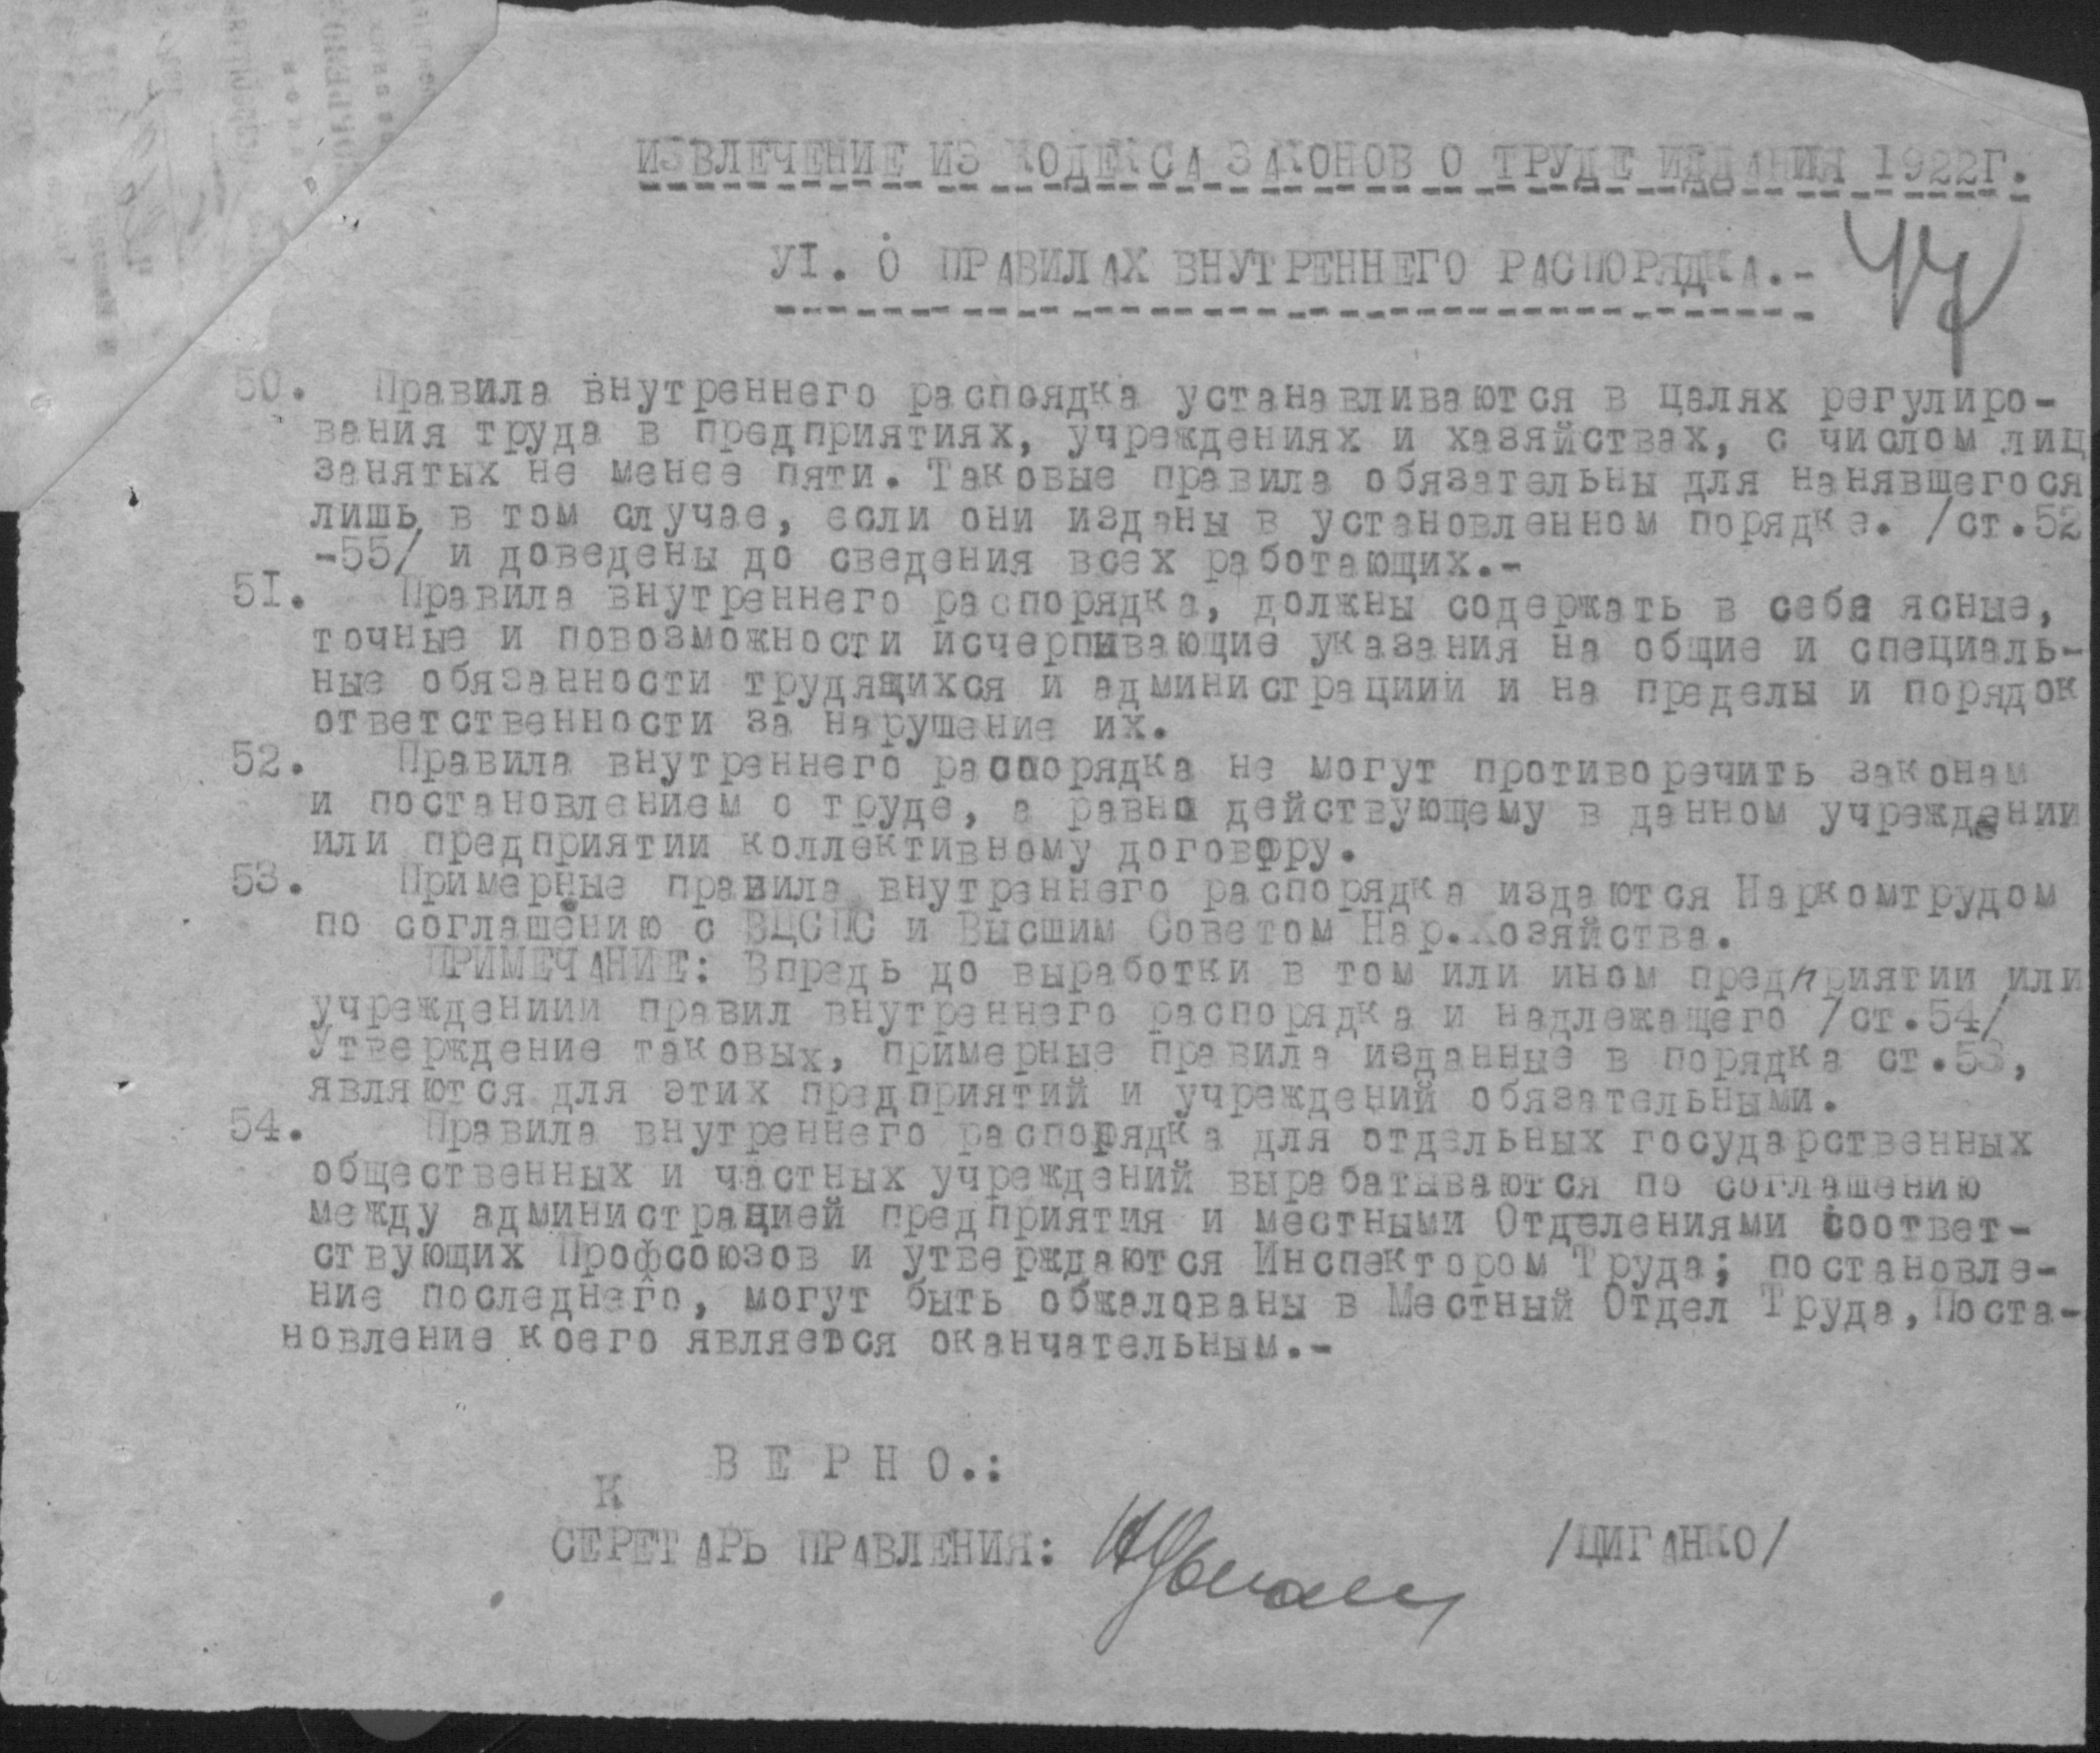 ИЗВЛЕЧЕНИЕ ИЗ КОДЕКСА ЗАКОНОВ О ТРУДЕ ИЗДАНИЯ 1922Г.
УІ. О ПРАВИЛАХ ВНУТРЕННЕГО РАСПОРЯДКА.-
47
50. Правила внутреннего распоядка устанавливаются в целях регулиро-
вания труда в предприятиях, учреждениях и хазяйствах, с числом лиц
занятых не менее пяти. Таковые правила обязательны для нанявшегося
лишь в том случае, если они изданы в установленном порядке. /ст.52
-55/ и доведены до сведения всех работающих.-
51. Правила внутреннего распорядка, должны содержать в себе ясные,
точные и повозможности исчерпывающие указания на общие и специаль-
ные обязанности трудящихся и администрациии и на пределы и порядок
ответственности за нарушение их.
52. Правила внутреннего распорядка не могут противоречить законам
и постановлением о труде, а равно действующему в данном учреждении
или предприятии коллективному договору.
53. Примерные правила внутреннего распорядка издаются Наркомтрудом
по соглашению с ВЦСПС и Высшим Советом Нар.Хозяйства.
ПРИМЕЧАНИЕ: Впредь до выработки в том или ином предприятии или
учреждениии правил внутреннего распорядка и надлежащего /ст.54/
Утверждение таковых, примерные правила изданные в порядка ст.53,
являются для этих предприятий и учреждений обязательными.
54. Правила внутреннего распорядка для отдельных государственных
общественных и частных учреждений вырабатываются по соглашению
между администрацией предприятия и местными Отделениями соответ-
ствующих Профсоюзов и утверждаются Инспектором Труда; постановле-
ние последнего, могут быть обжалованы в Местный Отдел Труда, Поста-
новление коего является оканчательным.-
В Е Р Н О.:
К
СЕРЕТАРЬ ПРАВЛЕНИЯ: /ЦИГАНКО/